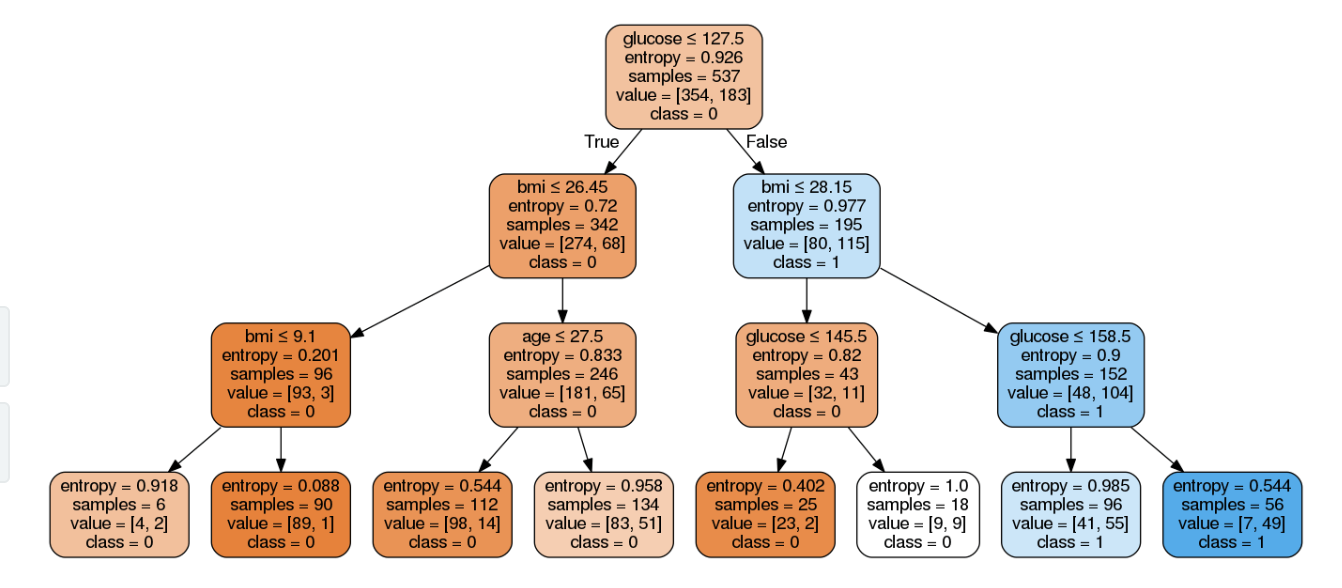 glucose ≤ 127.5
entropy = 0.926
samples = 537
value = [354, 183]
class = 0
True
False
bmi ≤ 26.45
entropy = 0.72
samples = 342
value = [274, 68]
class = 0
bmi ≤ 28.15
entropy = 0.977
samples = 195
value = [80, 115]
class = 1
bmi ≤ 9.1
entropy = 0.201
samples = 96
value = [93, 3]
class = 0
age ≤ 27.5
entropy = 0.833
samples = 246
value = [181, 65]
class = 0
glucose ≤ 145.5
entropy = 0.82
samples = 43
value = [32, 11]
class = 0
glucose ≤ 158.5
entropy = 0.9
samples = 152
value = [48, 104]
class = 1
entropy = 0.918
samples = 6
value = [4, 2]
class = 0
entropy = 0.088
samples = 90
value = [89, 1]
class = 0
entropy = 0.544
samples = 112
value = [98, 14]
class = 0
entropy = 0.958
samples = 134
value = [83, 51]
class = 0
entropy = 0.402
samples = 25
value = [23, 2]
class = 0
entropy = 1.0
samples = 18
value = [9, 9]
class = 0
entropy = 0.985
samples = 96
value = [41, 55]
class = 1
entropy = 0.544
samples = 56
value = [7, 49]
class = 1